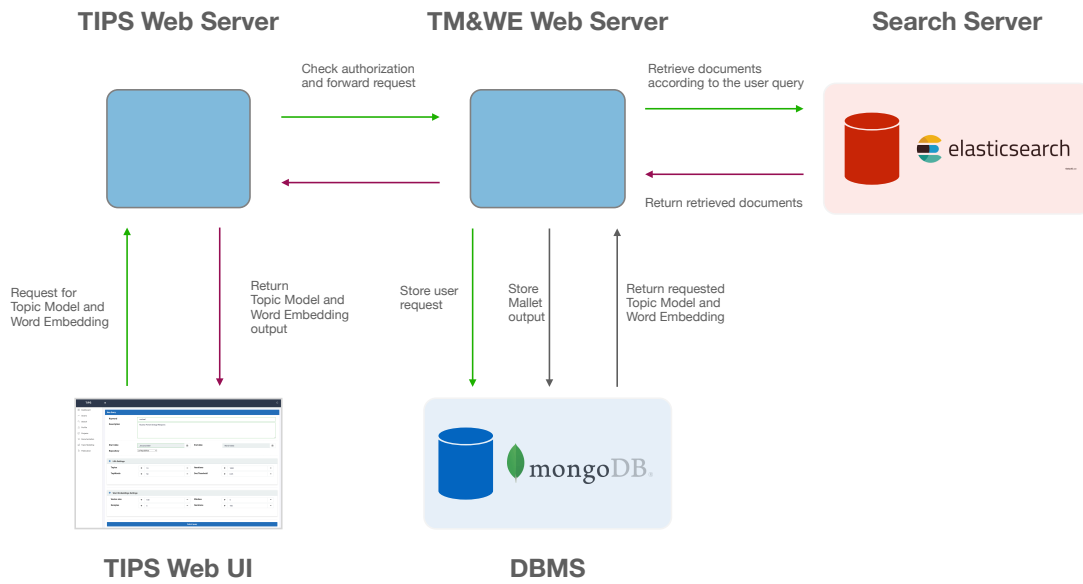 TIPS Web Server
TM&WE Web Server
Search Server
Check authorization
and forward request
Retrieve documents
according to the user query
elasticsearch
Return retrieved documents
Request for
Topic Model and
Word Embedding
Return
Topic Model and
Word Embedding
output
Store user
request
Store
Mallet
output
Return requested
Topic Model and
Word Embedding
mongoDB
TIPS Web UI
DBMS